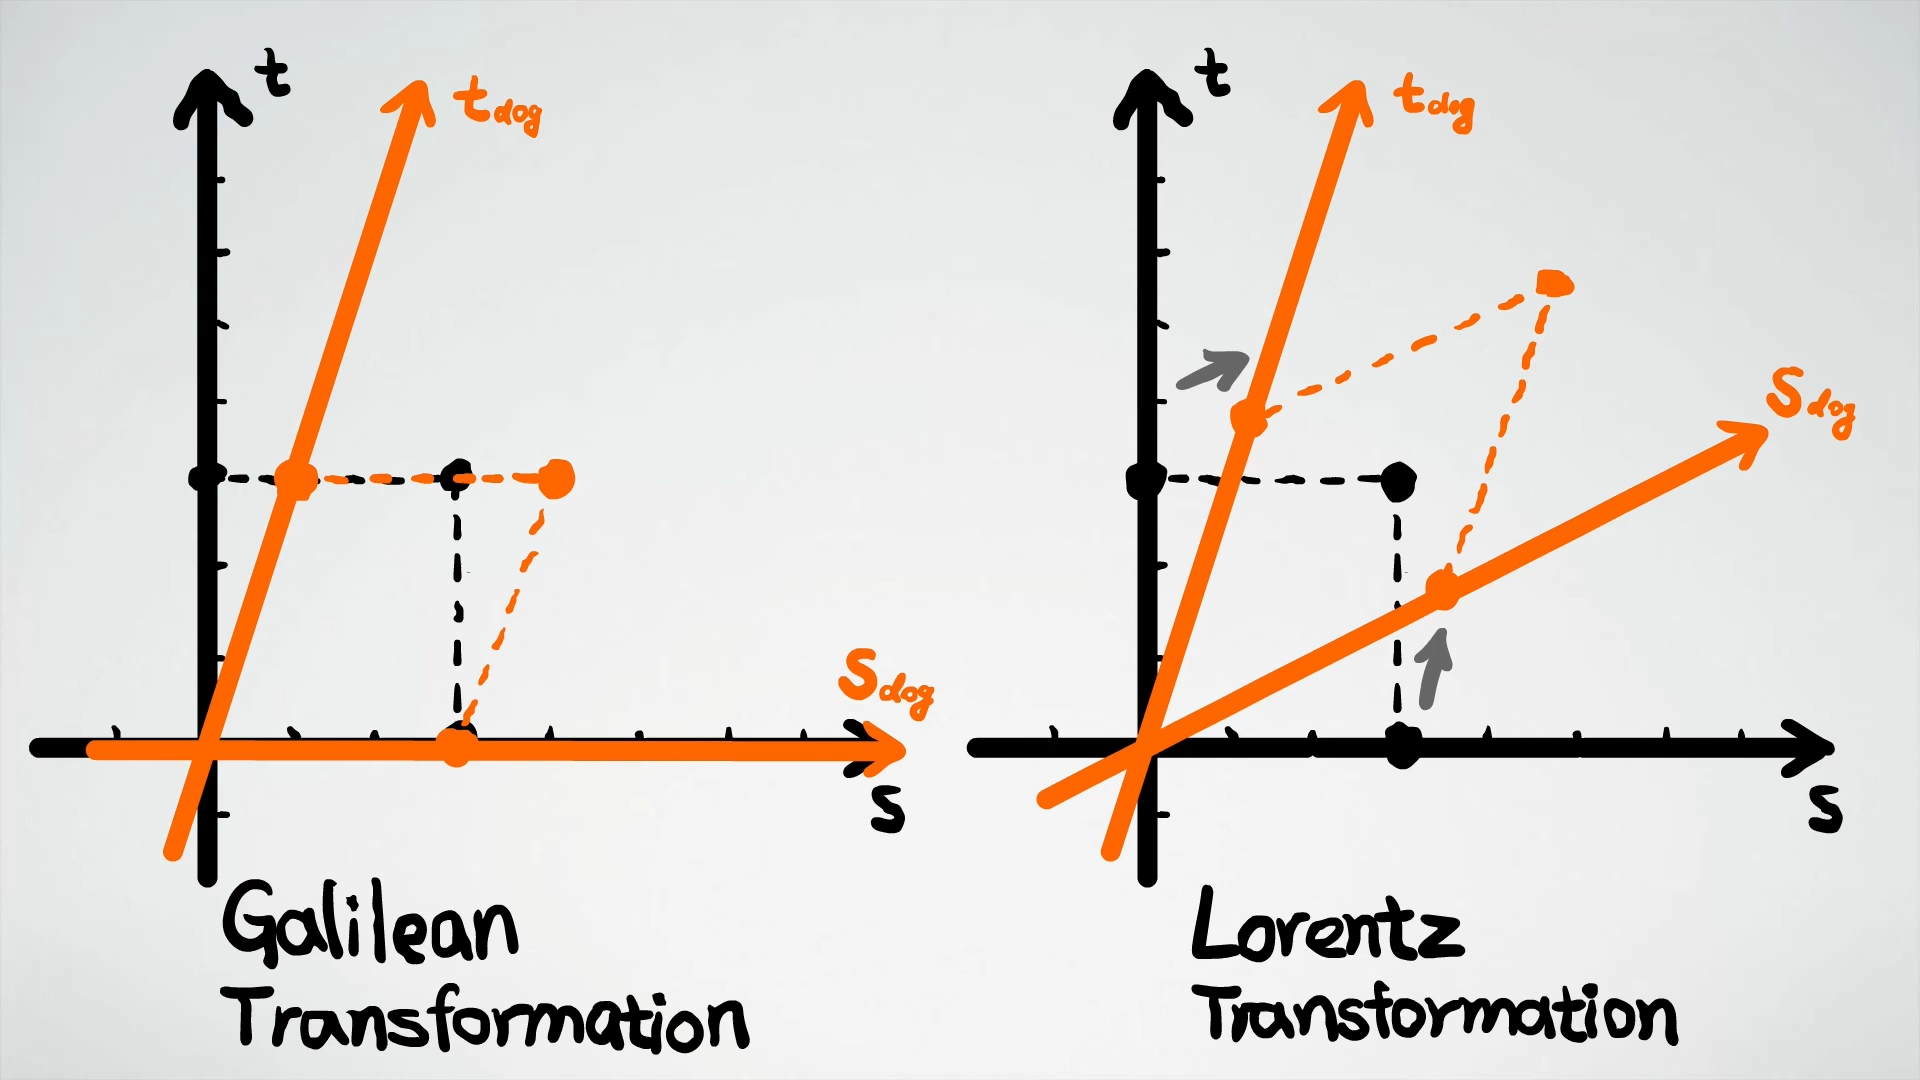 t
tdog
Sdog
S
Galilean
Transformation
t
tdog
Sdog
S
Lorentz
Transformation